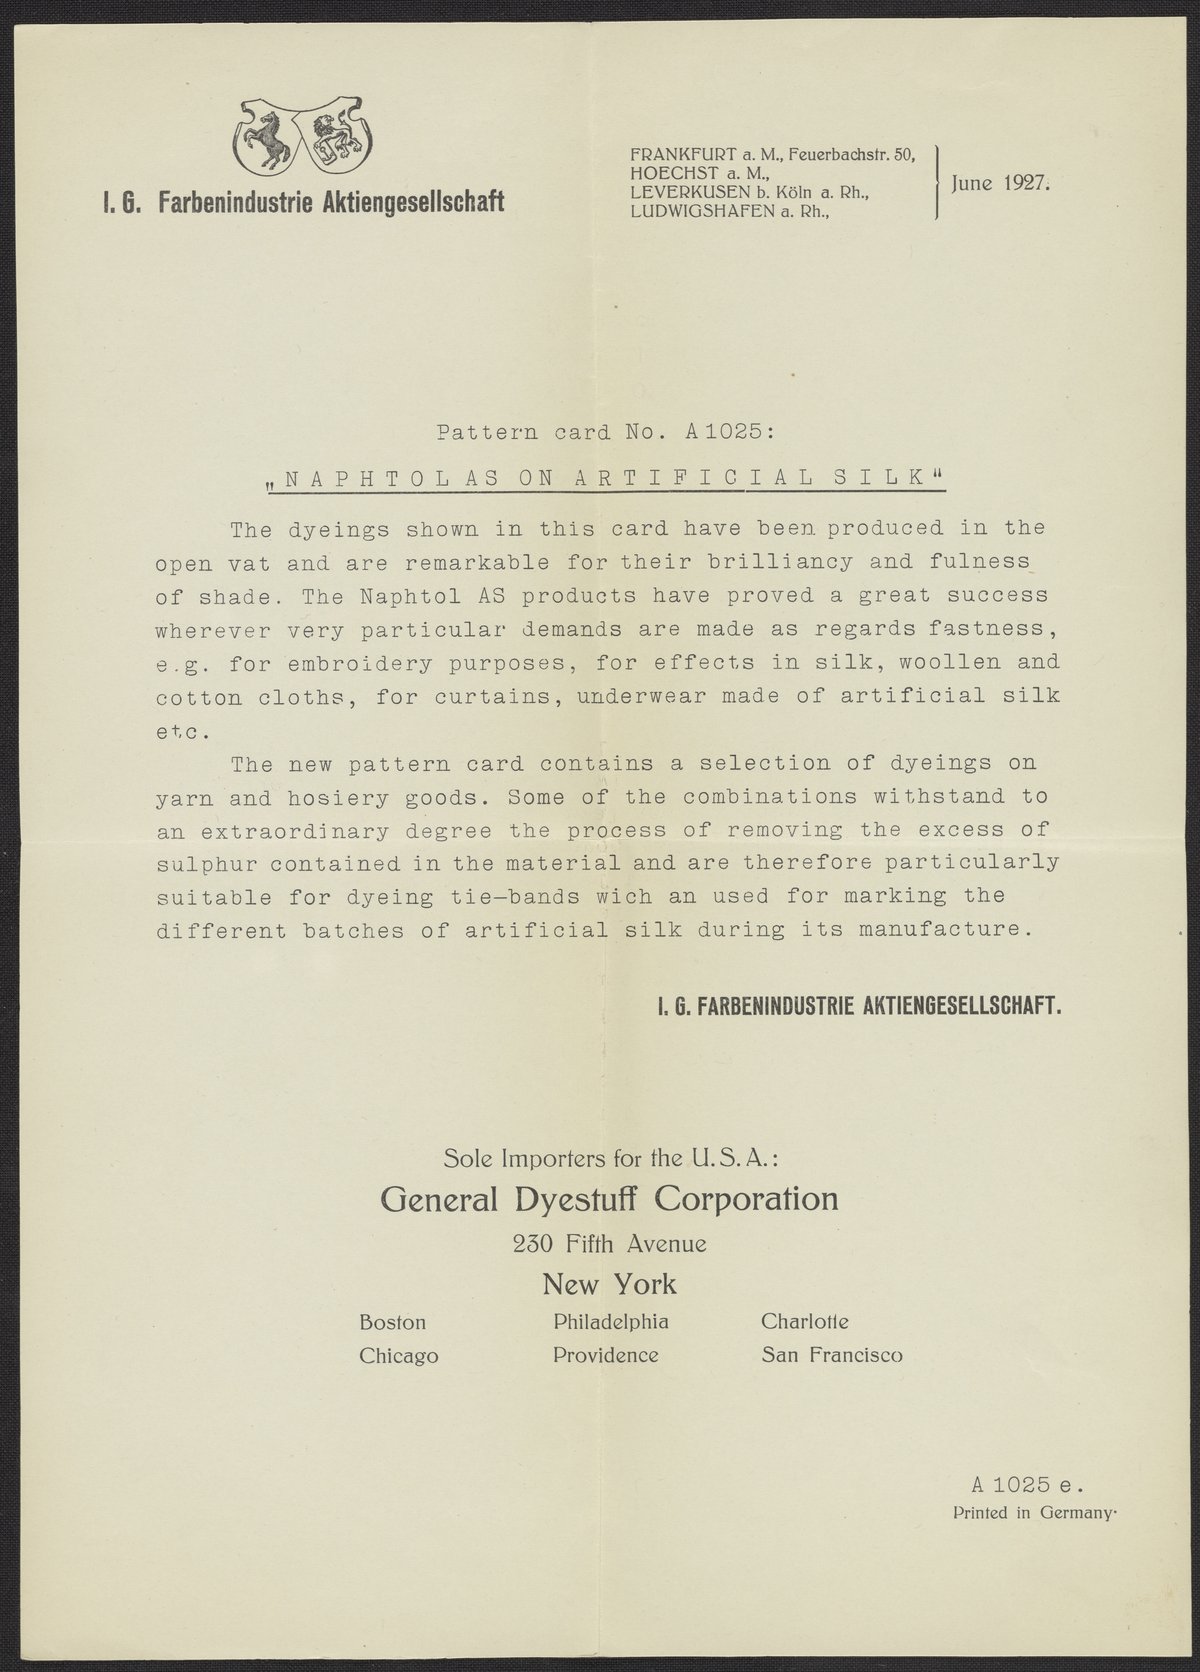 I. G. Farbenindustrie Aktiengesellschaft
FRANKFURT a. M., Feuerbachstr. 50,
HOECHST a. M.,
LEVERKUSEN b. Köln a. Rh.,
LUDWIGSHAFEN a. Rh.,
June 1927.
Pattern card No. A 1025:
„NAPHTOL AS ON ARTIFICIAL SILK“
The dyeings shown in this card have been produced in the
open vat and are remarkable for their brilliancy and fulness
of shade. The Naphtol AS products have proved a great success
wherever very particular demands are made as regards fastness,
e.g. for embroidery purposes, for effects in silk, woollen and
cotton cloths, for curtains, underwear made of artificial silk
etc.
The new pattern card contains a selection of dyeings on
yarn and hosiery goods. Some of the combinations withstand to
an extraordinary degree the process of removing the excess of
sulphur contained in the material and are therefore particularly
suitable for dyeing tie—bands wich an used for marking the
different batches of artificial silk during its manufacture.
I. G. FARBENINDUSTRIE AKTIENGESELLSCHAFT.
Sole Importers for the U. S. A.:
General Dyestuff Corporation
230 Fifth Avenue
New York
Boston Philadelphia Charlotte
Chicago Providence San Francisco
A 1025 e.
Printed in Germany·